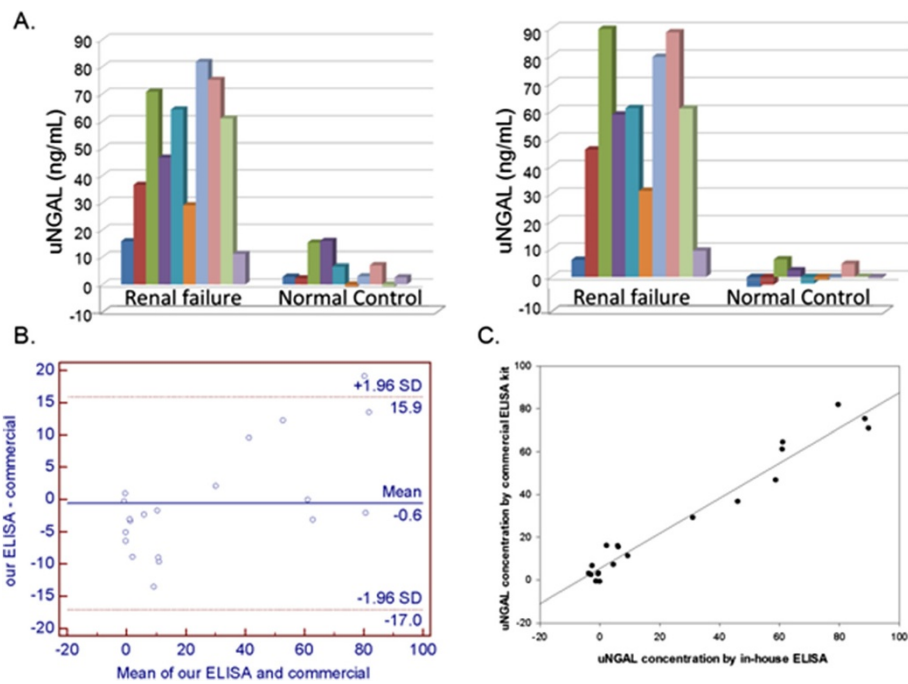 A.
uNGAL (ng/mL)
90
80
70
60
50
40
30
20
10
0
-10
Renal failure
Normal Control
uNGAL (ng/mL)
90
80
70
60
50
40
30
20
10
0
-10
Renal failure
Normal Control
B.
our ELISA - commercial
20
15
10
5
0
-5
-10
-15
-20
+1.96 SD
15.9
Mean
-0.6
-1.96 SD
-17.0
-20 0 20 40 60 80 100
Mean of our ELISA and commercial
C.
uNGAL concentration by commercial ELISA kit
100
80
60
40
20
0
-20
-20 0 20 40 60 80 100
uNGAL concentration by in-house ELISA